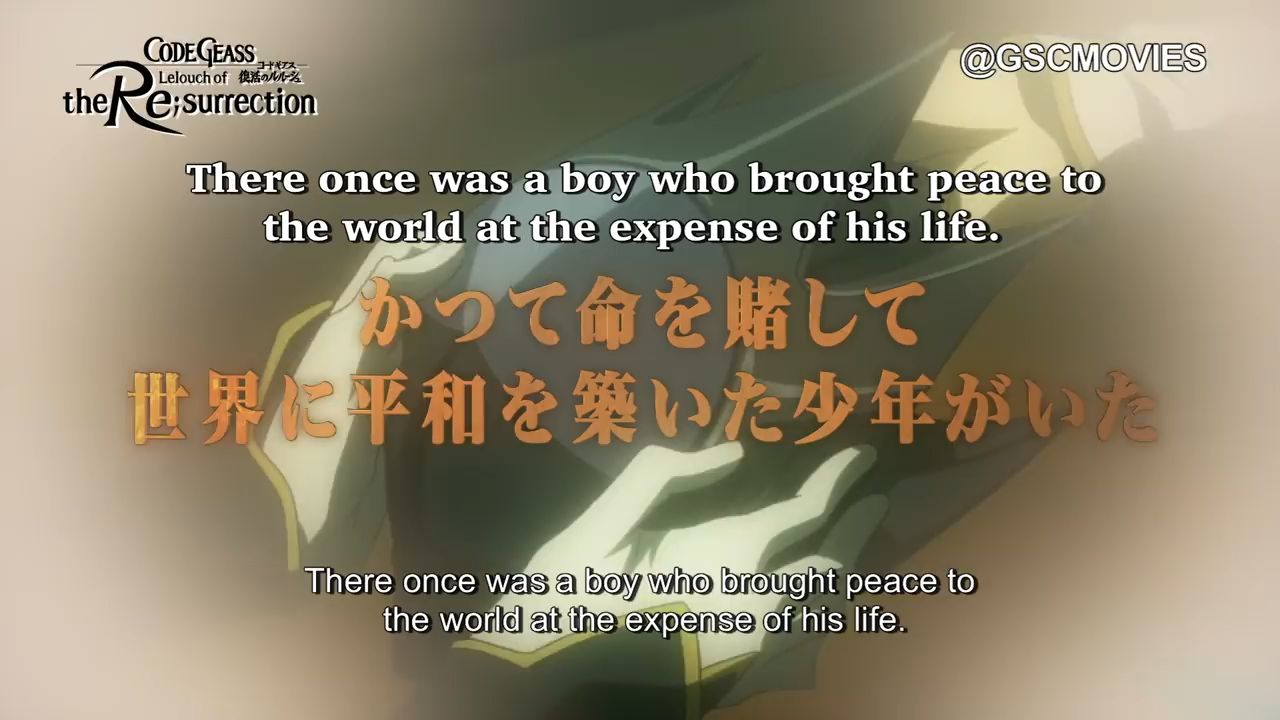 CODE GEASS
コードギアス
Lelouch of 復活のルルーシュ
the Re;surrection
@GSCMOVIES
There once was a boy who brought peace to
the world at the expense of his life.
かつて命を賭して
世界に平和を築いた少年がいた
There once was a boy who brought peace to
the world at the expense of his life.